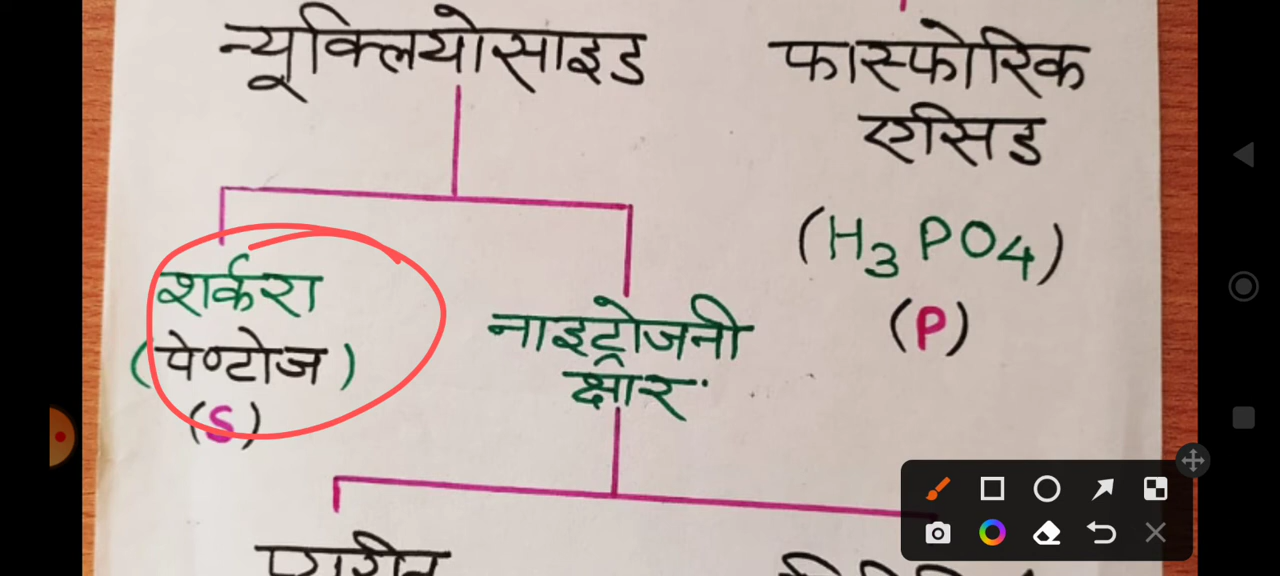 न्यूक्लियोसाइड
फास्फोरिक
एसिड
(H3PO4)
(P)
शर्करा
(पेण्टोज)
(S)
नाइट्रोजनी
क्षार